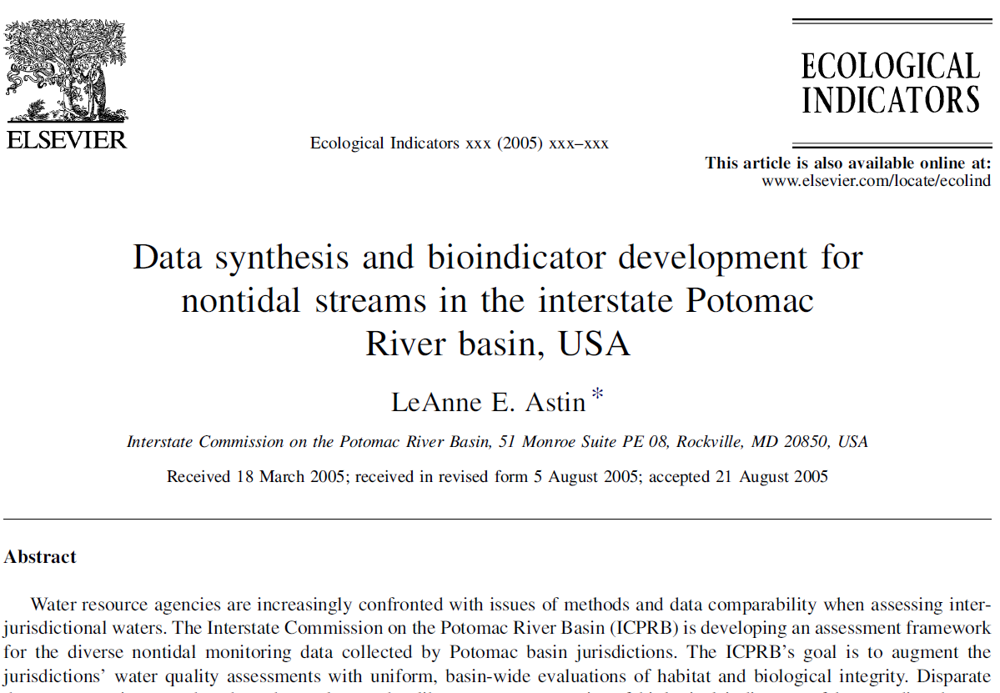 ELSEVIER
ECOLOGICAL
INDICATORS
Ecological Indicators xxx (2005) xxx–xxx
This article is also available online at:
www.elsevier.com/locate/ecolind
Data synthesis and bioindicator development for
nontidal streams in the interstate Potomac
River basin, USA
LeAnne E. Astin *
Interstate Commission on the Potomac River Basin, 51 Monroe Suite PE 08, Rockville, MD 20850, USA
Received 18 March 2005; received in revised form 5 August 2005; accepted 21 August 2005
Abstract
Water resource agencies are increasingly confronted with issues of methods and data comparability when assessing inter-
jurisdictional waters. The Interstate Commission on the Potomac River Basin (ICPRB) is developing an assessment framework
for the diverse nontidal monitoring data collected by Potomac basin jurisdictions. The ICPRB's goal is to augment the
jurisdictions' water quality assessments with uniform, basin-wide evaluations of habitat and biological integrity. Disparate